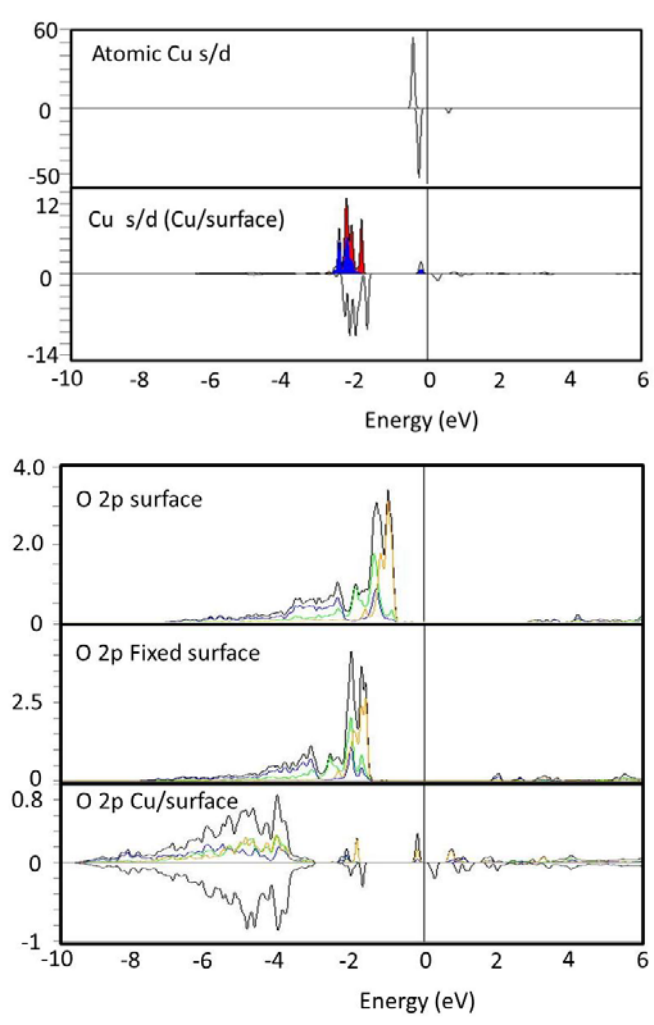 60
Atomic Cu s/d
0
-50
12
Cu s/d (Cu/surface)
0
-14
-10 -8 -6 -4 -2 0 2 4 6
Energy (eV)
4.0
O 2p surface
2.0
0
O 2p Fixed surface
2.5
0
0.8
O 2p Cu/surface
0
-1
-10 -8 -6 -4 -2 0 2 4 6
Energy (eV)